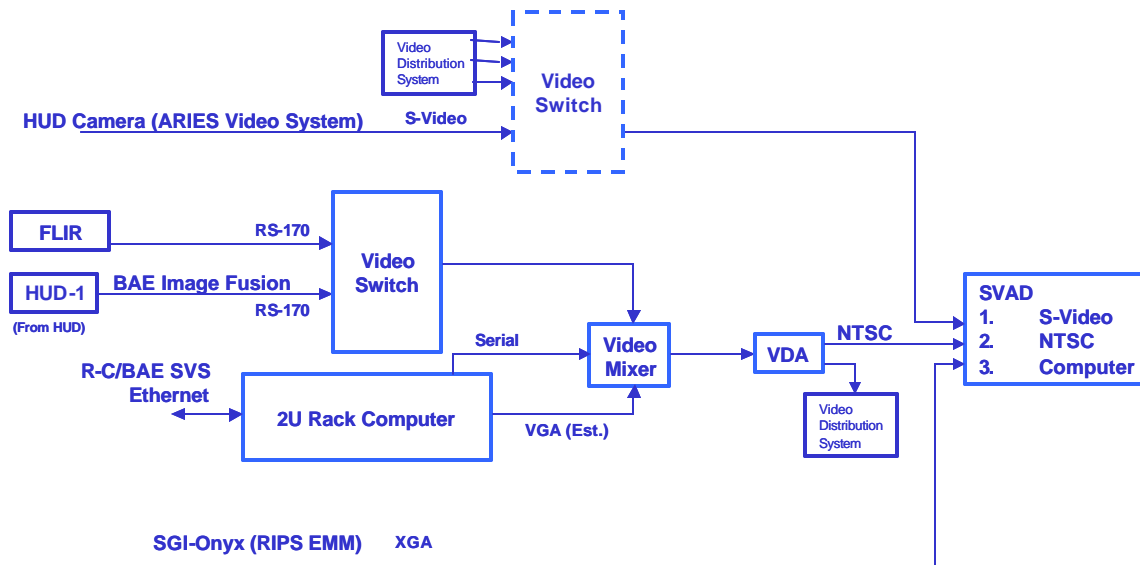 Video
Distribution
System
Video
Switch
HUD Camera (ARIES Video System)
S-Video
FLIR
RS-170
Video
Switch
HUD-1
BAE Image Fusion
RS-170
(From HUD)
SVAD
1. S-Video
2. NTSC
3. Computer
Serial
Video
Mixer
VDA
NTSC
R-C/BAE SVS
Ethernet
2U Rack Computer
VGA (Est.)
Video
Distribution
System
SGI-Onyx (RIPS EMM) XGA